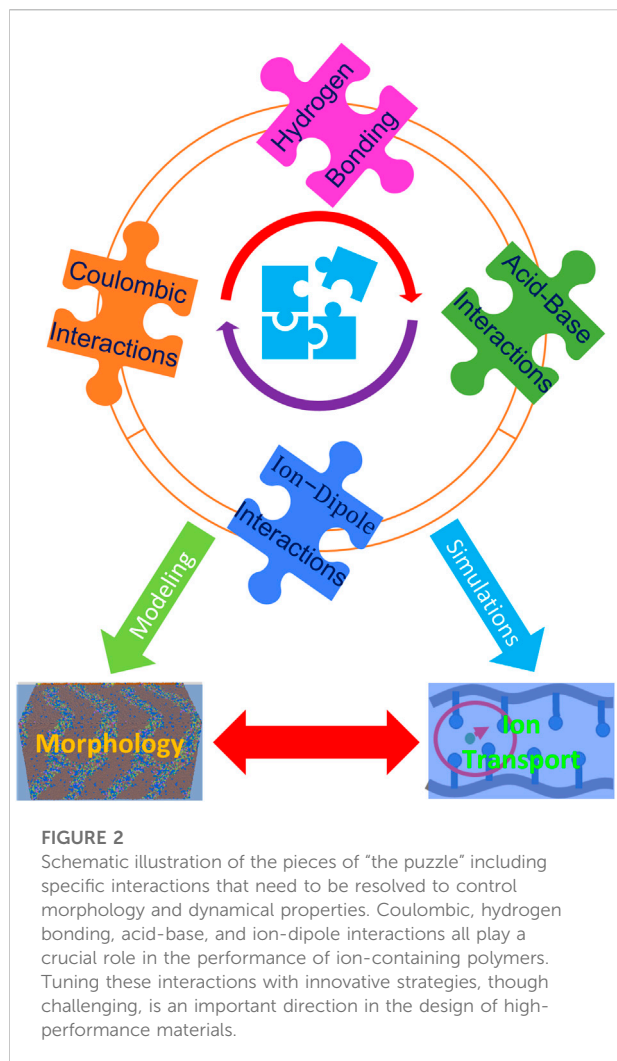 Hydrogen
Bonding
Coulombic
Interactions
Acid-Base
Interactions
Ion-Dipole
Interactions
Modeling
Simulations
Morphology
Ion
Transport
FIGURE 2
Schematic illustration of the pieces of “the puzzle” including
specific interactions that need to be resolved to control
morphology and dynamical properties. Coulombic, hydrogen
bonding, acid-base, and ion-dipole interactions all play a
crucial role in the performance of ion-containing polymers.
Tuning these interactions with innovative strategies, though
challenging, is an important direction in the design of high-
performance materials.